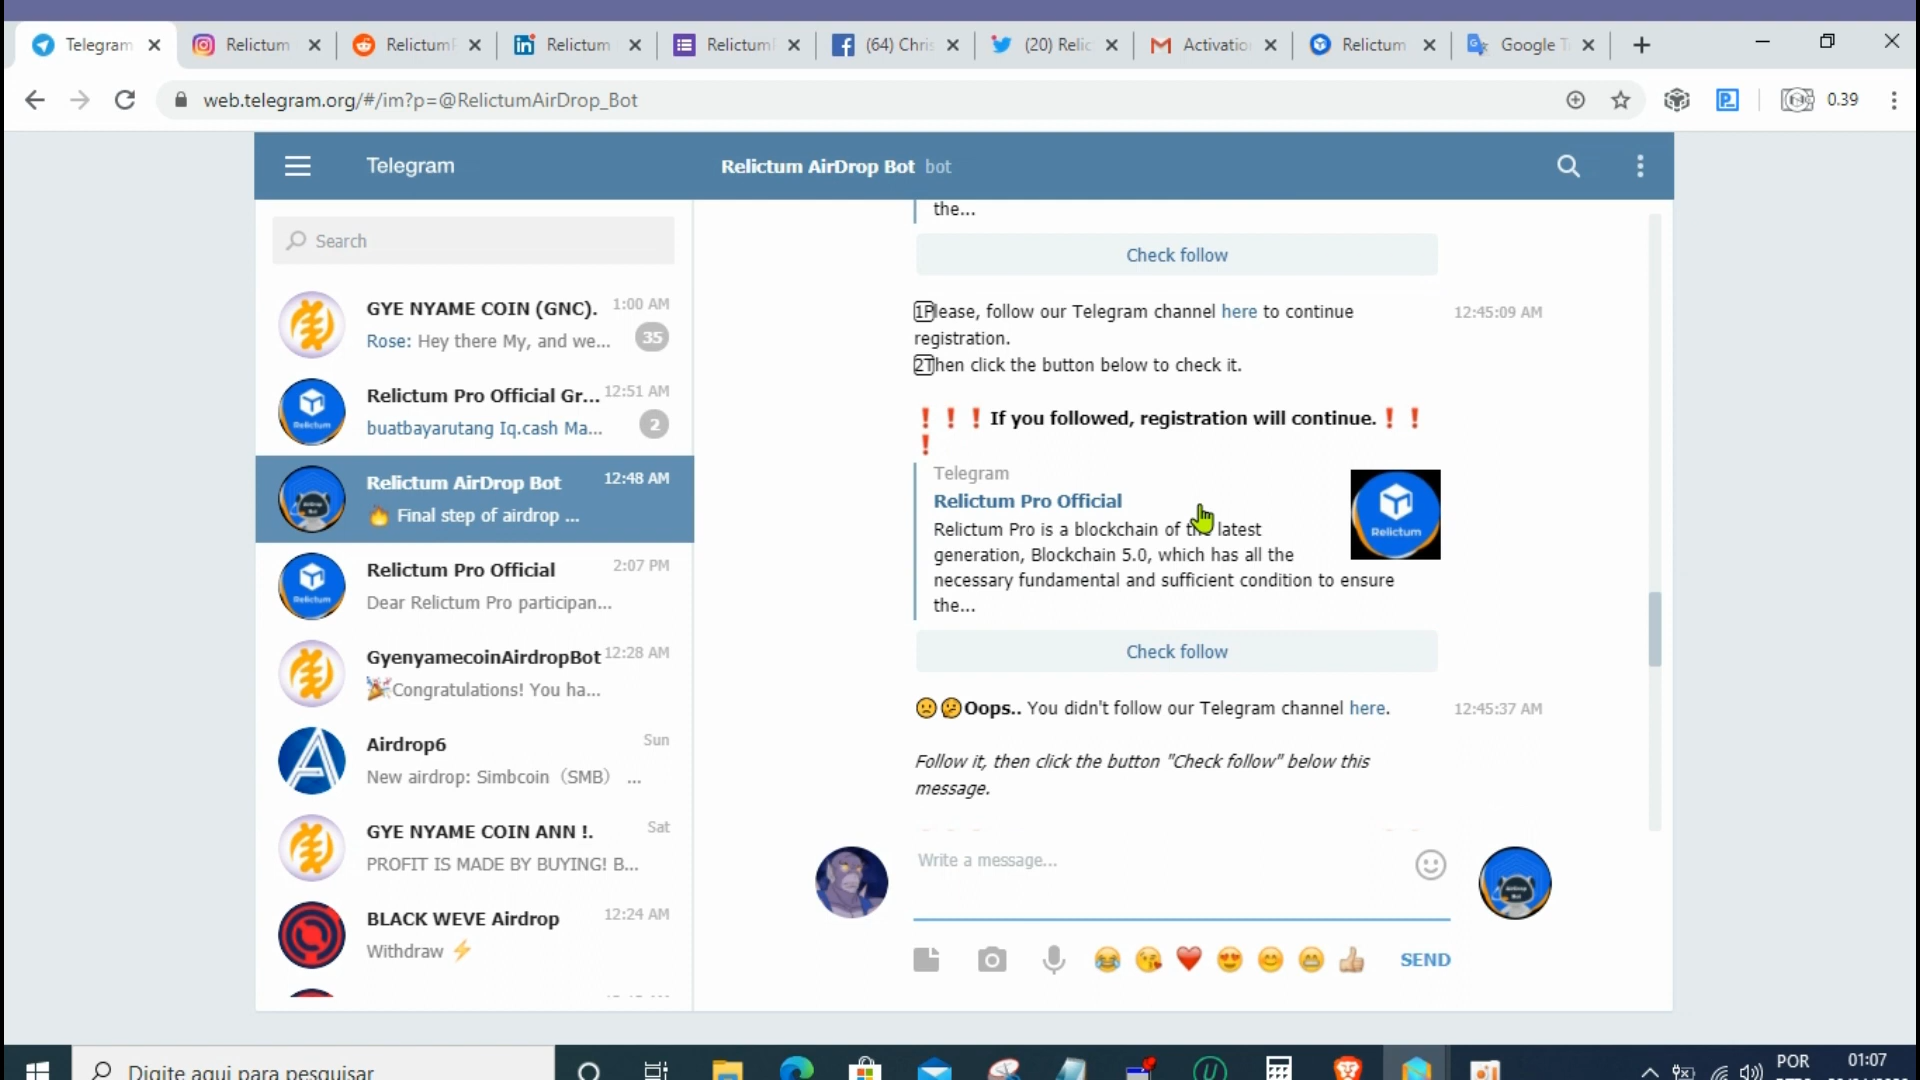 Telegram
Relictum
Relictum
Relictum
Relictum
(64) Chris
(20) Relic
Activatio
Relictum
Google T
web.telegram.org/#/im?p=@RelictumAirDrop_Bot
0.39
Telegram
Relictum AirDrop Bot bot
Search
GYE NYAME COIN (GNC). 1:00 AM
Rose: Hey there My, and we... 35
Relictum Pro Official Gr... 12:51 AM
buatbayarutang Iq.cash Ma... 2
Relictum AirDrop Bot 12:48 AM
🔥 Final step of airdrop ...
Relictum Pro Official 2:07 PM
Dear Relictum Pro participan...
GyenyamecoinAirdropBot 12:28 AM
🎉Congratulations! You ha...
Airdrop6 Sun
New airdrop: Simbcoin（SMB） ...
GYE NYAME COIN ANN !. Sat
PROFIT IS MADE BY BUYING! B...
BLACK WEVE Airdrop 12:24 AM
Withdraw ⚡
the...
Check follow
1Please, follow our Telegram channel here to continue 12:45:09 AM
registration.
2Then click the button below to check it.
❗❗❗If you followed, registration will continue.❗❗
❗
Telegram
Relictum Pro Official
Relictum Pro is a blockchain of the latest
generation, Blockchain 5.0, which has all the
necessary fundamental and sufficient condition to ensure
the...
Relictum
Check follow
Oops.. You didn't follow our Telegram channel here. 12:45:37 AM
Follow it, then click the button "Check follow" below this
message.
Write a message...
SEND
Digite aqui para pesquisar
POR
01:07